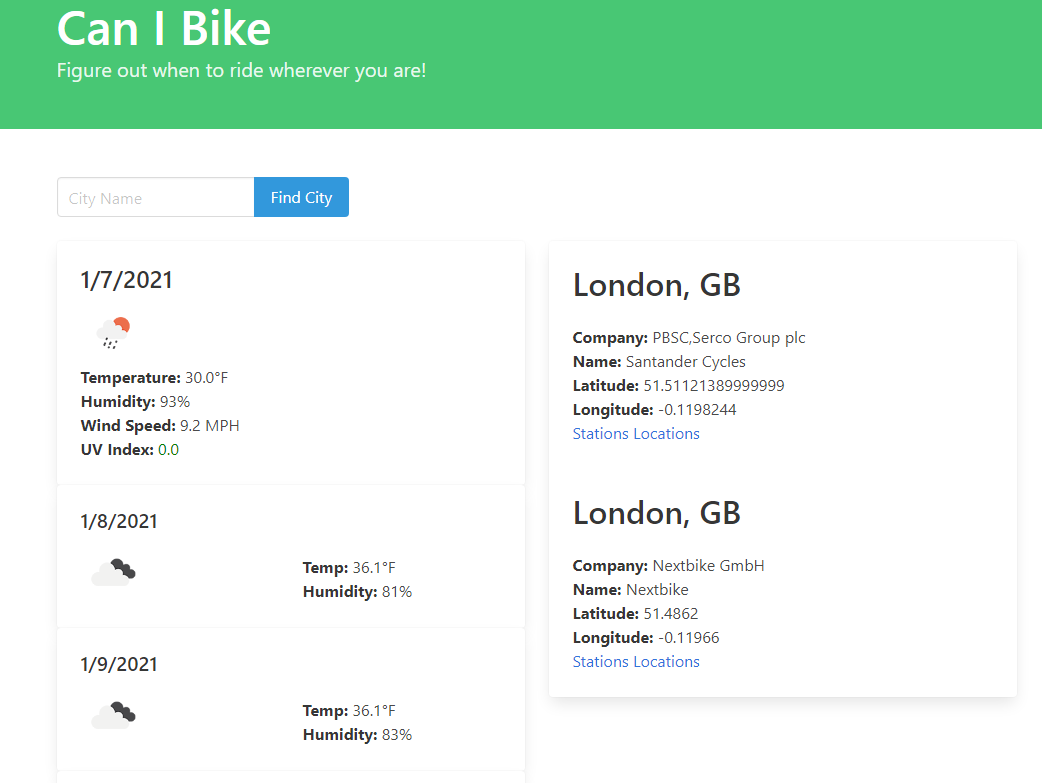 Can I Bike
Figure out when to ride wherever you are!
City Name
Find City
1/7/2021
Temperature: 30.0°F
Humidity: 93%
Wind Speed: 9.2 MPH
UV Index: 0.0
1/8/2021
Temp: 36.1°F
Humidity: 81%
1/9/2021
Temp: 36.1°F
Humidity: 83%
London, GB
Company: PBSC,Serco Group plc
Name: Santander Cycles
Latitude: 51.51121389999999
Longitude: -0.1198244
Stations Locations
London, GB
Company: Nextbike GmbH
Name: Nextbike
Latitude: 51.4862
Longitude: -0.11966
Stations Locations